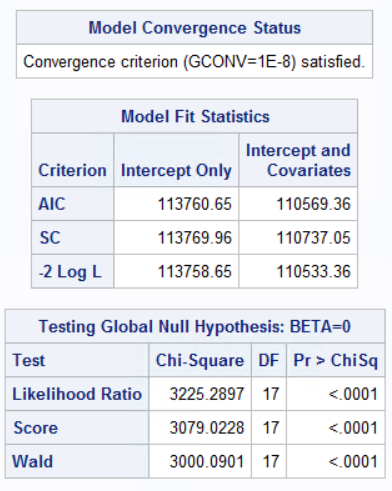 Model Convergence Status
Convergence criterion (GCONV=1E-8) satisfied.
Model Fit Statistics
Criterion Intercept Only Intercept and Covariates
AIC 113760.65 110569.36
SC 113769.96 110737.05
-2 Log L 113758.65 110533.36
Testing Global Null Hypothesis: BETA=0
Test Chi-Square DF Pr > ChiSq
Likelihood Ratio 3225.2897 17 <.0001
Score 3079.0228 17 <.0001
Wald 3000.0901 17 <.0001